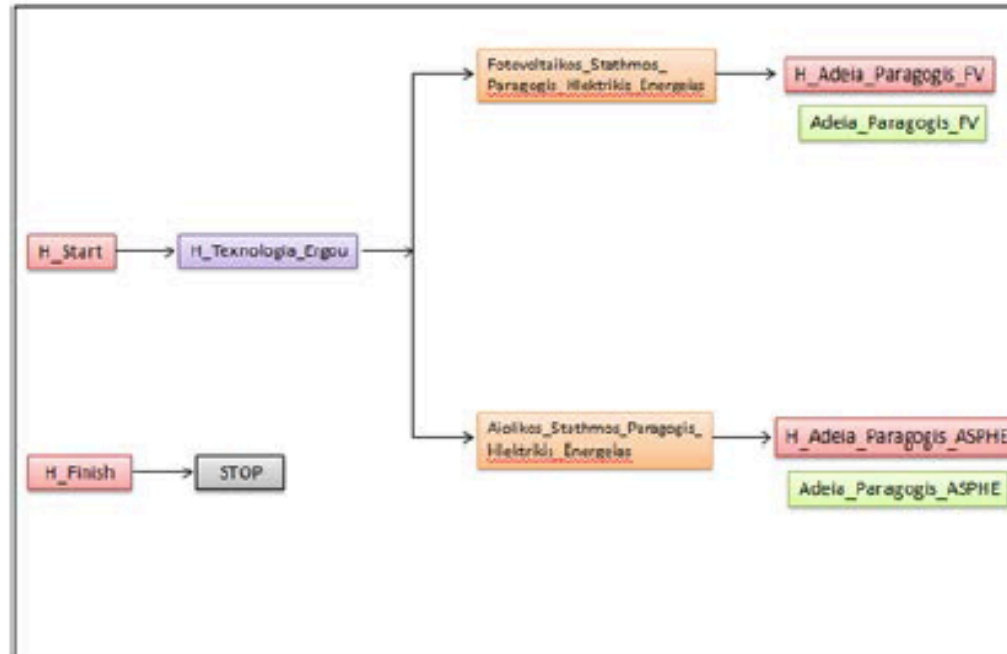 Fotovoltaikos_Stathmos_
Paragogis_Hlektrikis_Energeias
H_Adeia_Paragogis_FV
Adeia_Paragogis_FV
H_Start
H_Texnologia_Ergou
Aiolikos_Stathmos_Paragogis_
Hlektrikis_Energeias
H_Adeia_Paragogis_ASPHE
Adeia_Paragogis_ASPHE
H_Finish
STOP